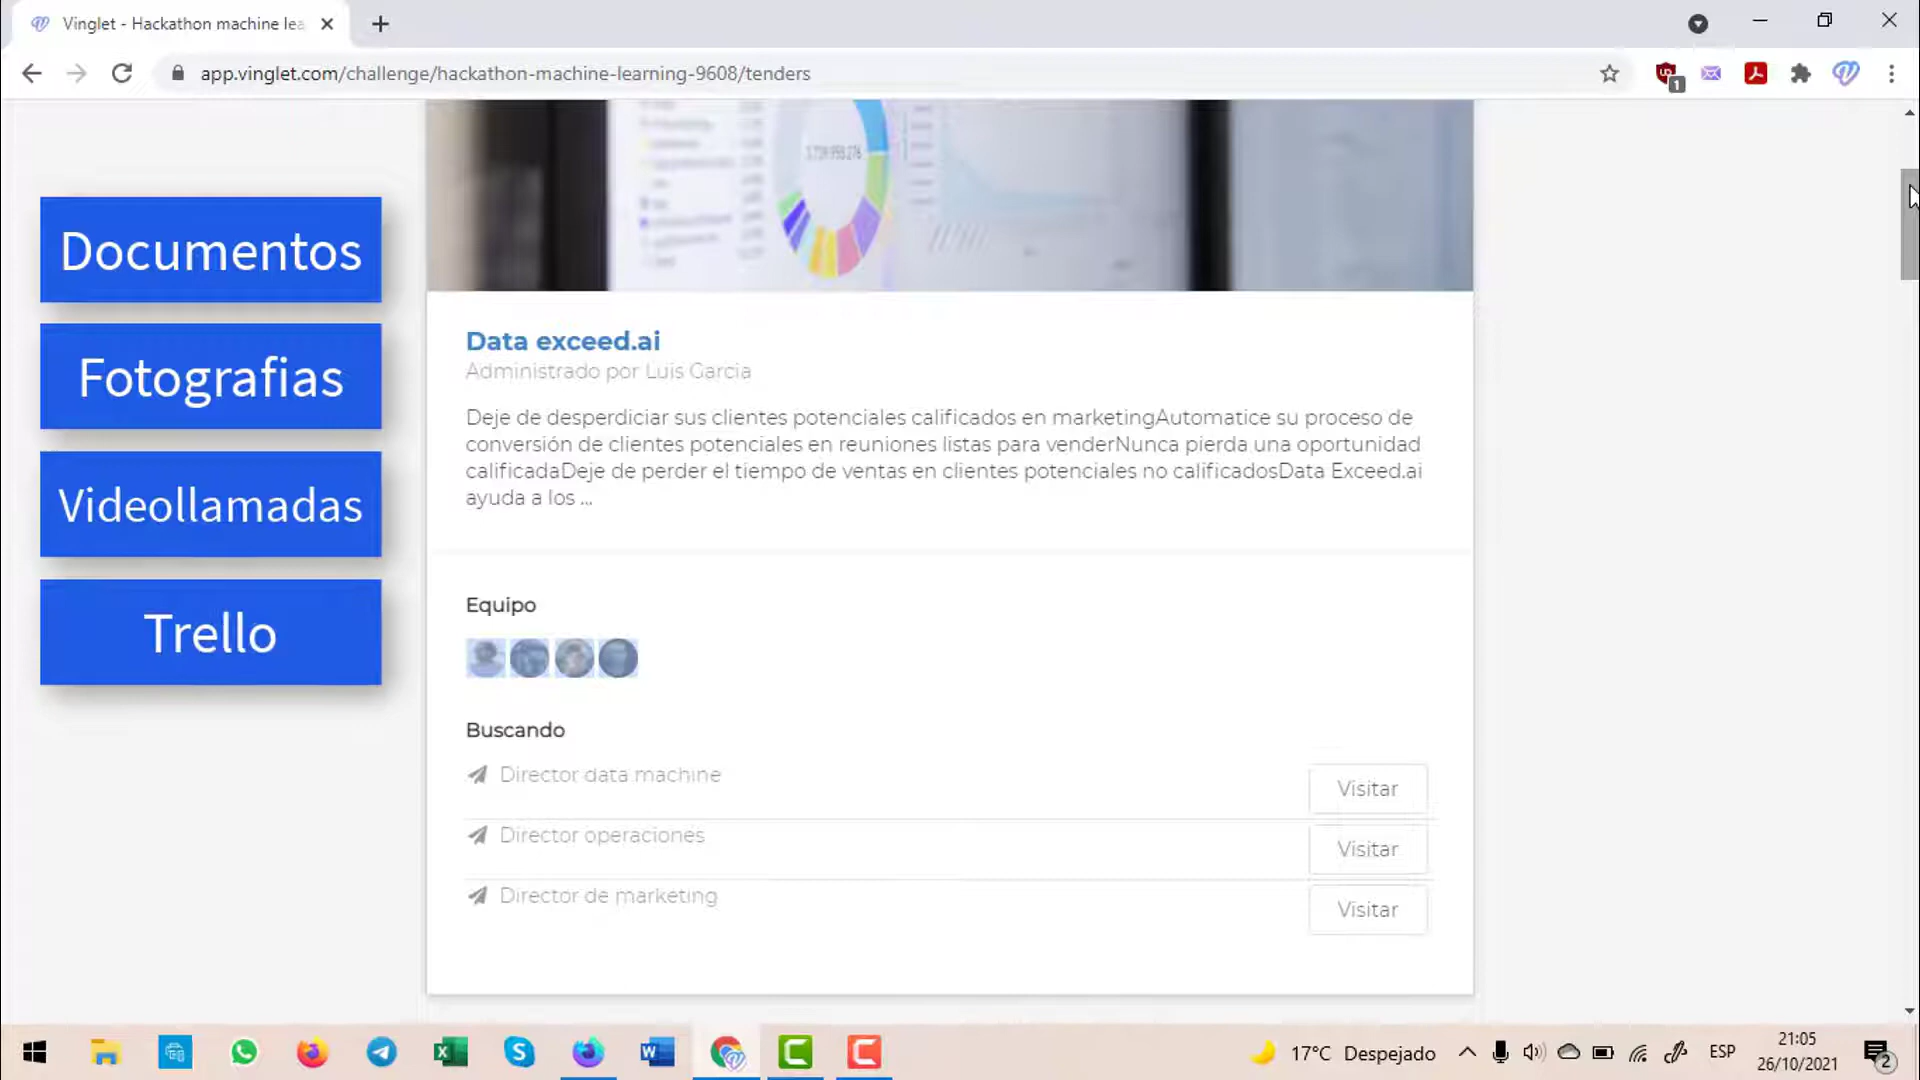 Vinglet - Hackathon machine lea
app.vinglet.com/challenge/hackathon-machine-learning-9608/tenders
1
Documentos
Fotografias
Videollamadas
Trello
Data exceed.ai
Administrado por Luis Garcia
Deje de desperdiciar sus clientes potenciales calificados en marketingAutomatice su proceso de
conversión de clientes potenciales en reuniones listas para venderNunca pierda una oportunidad
calificadaDeje de perder el tiempo de ventas en clientes potenciales no calificadosData Exceed.ai
ayuda a los ...
Equipo
Buscando
Director data machine
Visitar
Director operaciones
Visitar
Director de marketing
Visitar
17°C Despejado
ESP
21:05
26/10/2021
2